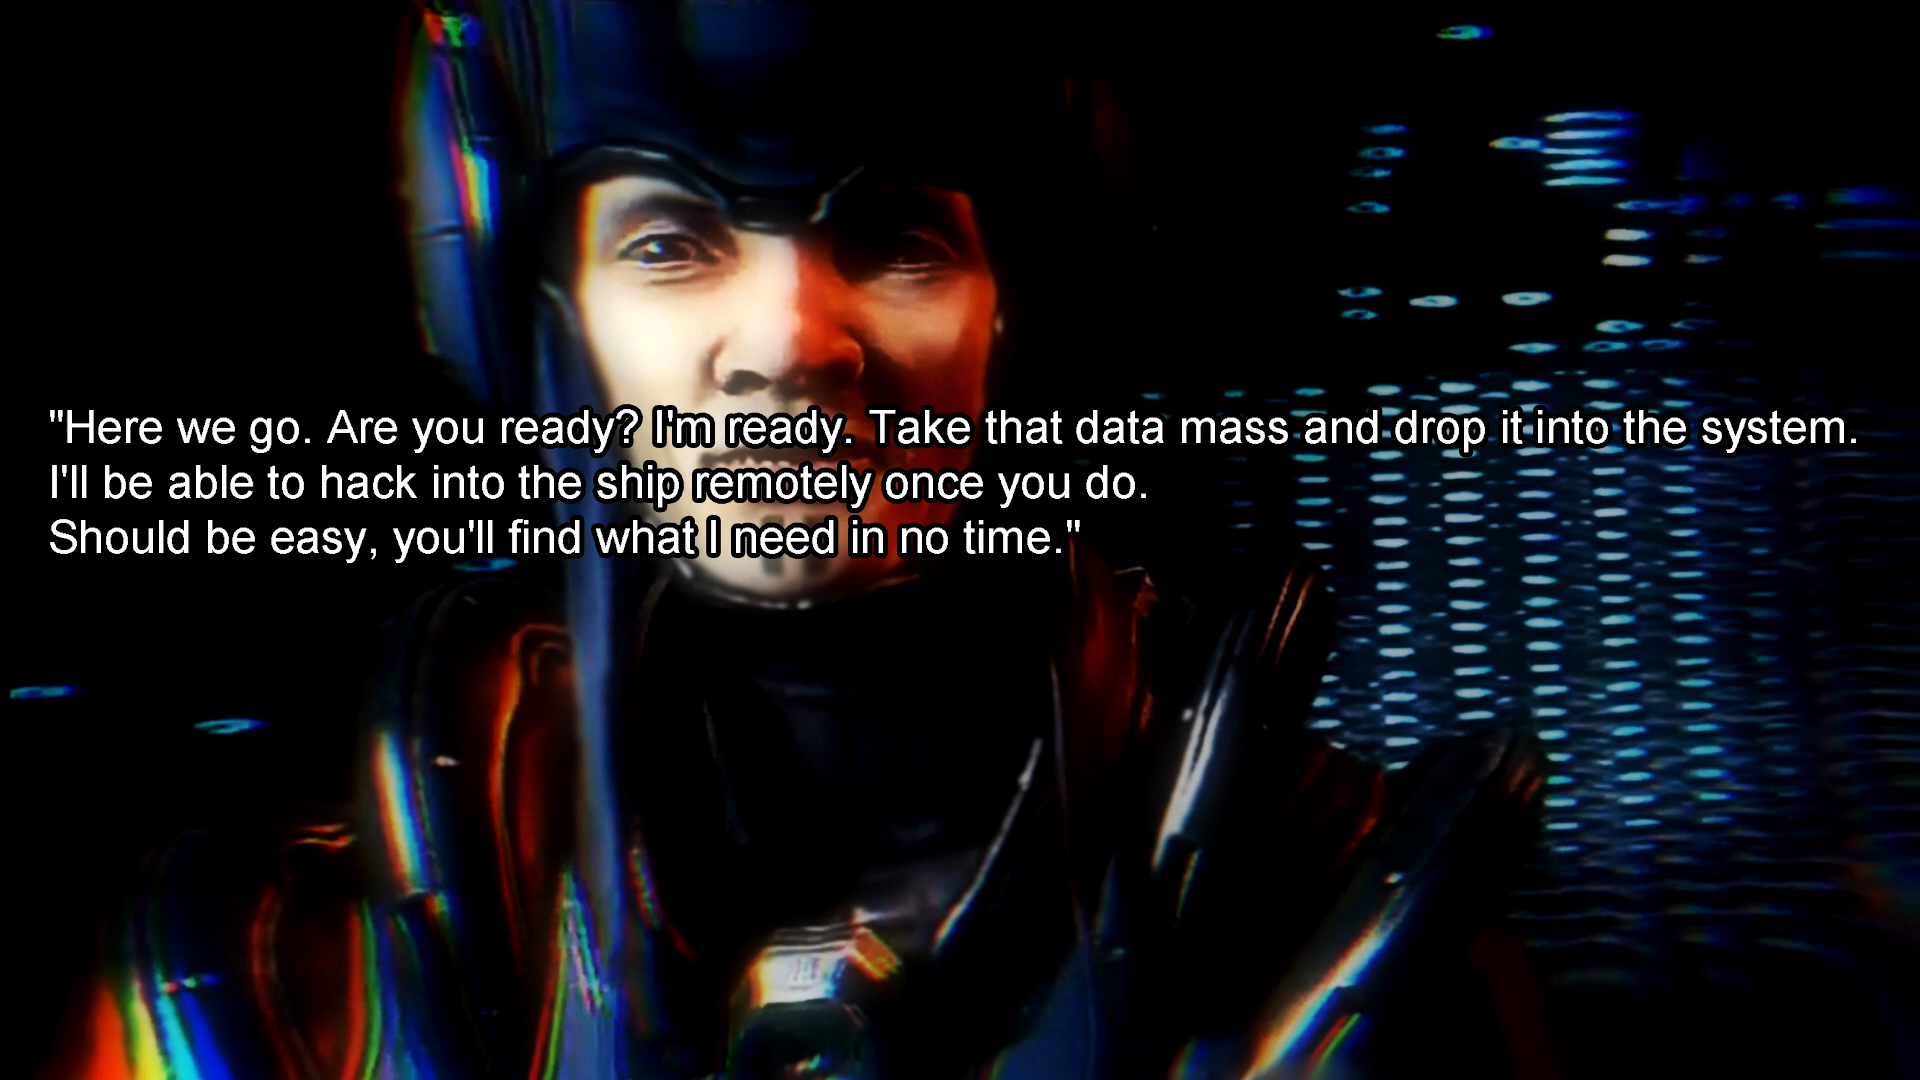 "Here we go. Are you ready? I'm ready. Take that data mass and drop it into the system.
I'll be able to hack into the ship remotely once you do.
Should be easy, you'll find what I need in no time."